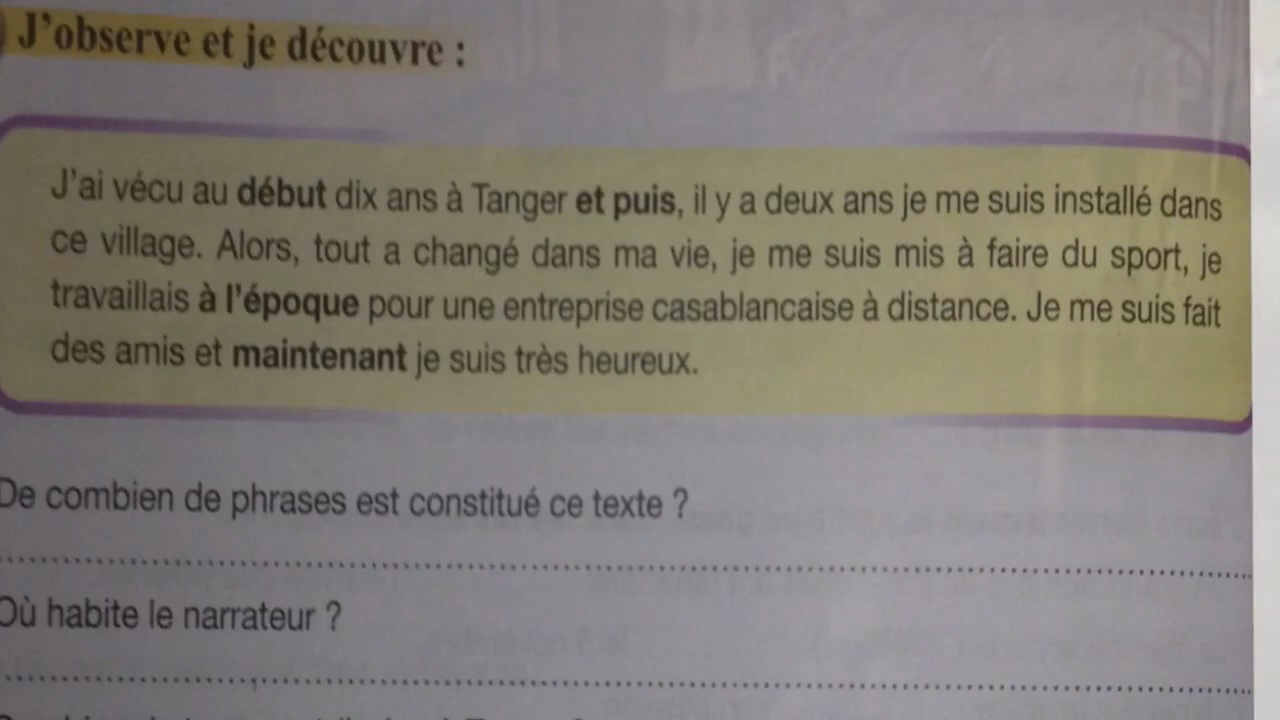 J'observe et je découvre :
J'ai vécu au début dix ans à Tanger et puis, il y a deux ans je me suis installé dans
ce village. Alors, tout a changé dans ma vie, je me suis mis à faire du sport, je
travaillais à l'époque pour une entreprise casablancaise à distance. Je me suis fait
des amis et maintenant je suis très heureux.
De combien de phrases est constitué ce texte ?
Où habite le narrateur ?